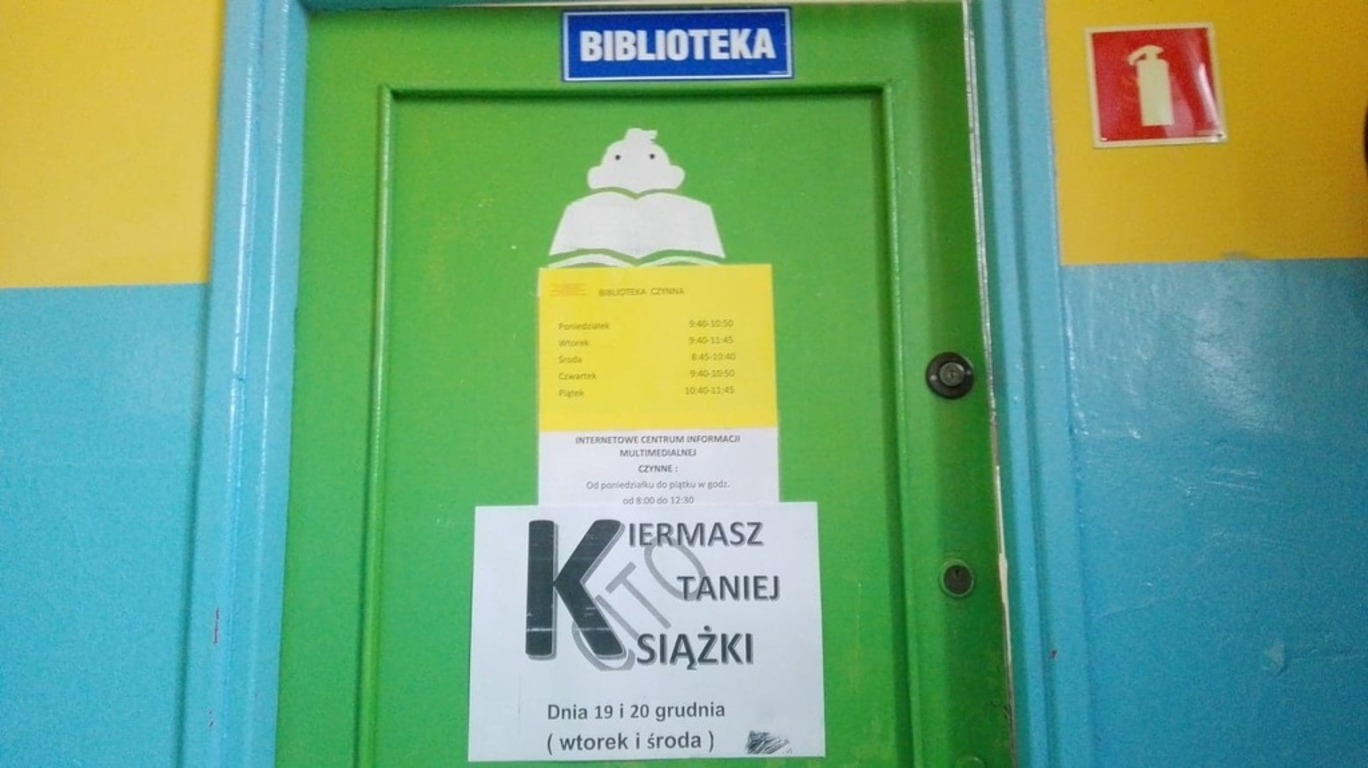 BIBLIOTEKA
BIBLIOTEKA CZYNNA
Poniedziałek 9:40-10:50
Wtorek 9:40-11:45
Środa 8:45-10:40
Czwartek 9:40-10:50
Piątek 10:40-11:45
INTERNETOWE CENTRUM INFORMACJI
MULTIMEDIALNEJ
CZYNNE :
Od poniedziałku do piątku w godz.
od 8:00 do 12:30
KIERMASZ
TANIEJ
KSIĄŻKI
Dnia 19 i 20 grudnia
( wtorek i środa )